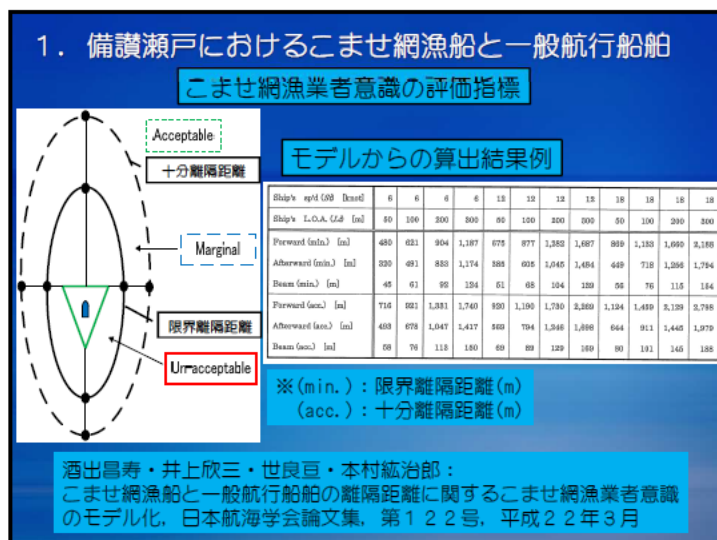 １．備讃瀬戸におけるこませ網漁船と一般航行船舶
こませ網漁業者意識の評価指標
Acceptable
十分離隔距離
Marginal
限界離隔距離
Un-acceptable
モデルからの算出結果例
Ship's sp'd (Sd) [knot] 6 6 6 6 12 12 12 12 18 18 18 18
Ship's L.O.A. (Ld) [m] 50 100 200 300 50 100 200 300 50 100 200 300
Forward (min.) [m] 480 621 904 1,187 675 877 1,282 1,687 869 1,133 1,660 2,188
Afterward (min.) [m] 320 491 833 1,174 385 605 1,045 1,484 449 718 1,256 1,794
Beam (min.) [m] 45 61 92 124 51 68 104 139 56 76 115 154
Forward (acc.) [m] 716 921 1,331 1,740 920 1,190 1,730 2,269 1,124 1,459 2,129 2,798
Afterward (acc.) [m] 493 678 1,047 1,417 569 794 1,246 1,698 644 911 1,445 1,979
Beam (acc.) [m] 58 76 113 150 69 89 129 169 80 101 145 188
※(min.)：限界離隔距離(m)
(acc.)：十分離隔距離(m)
酒出昌寿・井上欣三・世良亘・本村紘治郎：
こませ網漁船と一般航行船舶の離隔距離に関するこませ網漁業者意識
のモデル化，日本航海学会論文集，第１２２号，平成２２年３月